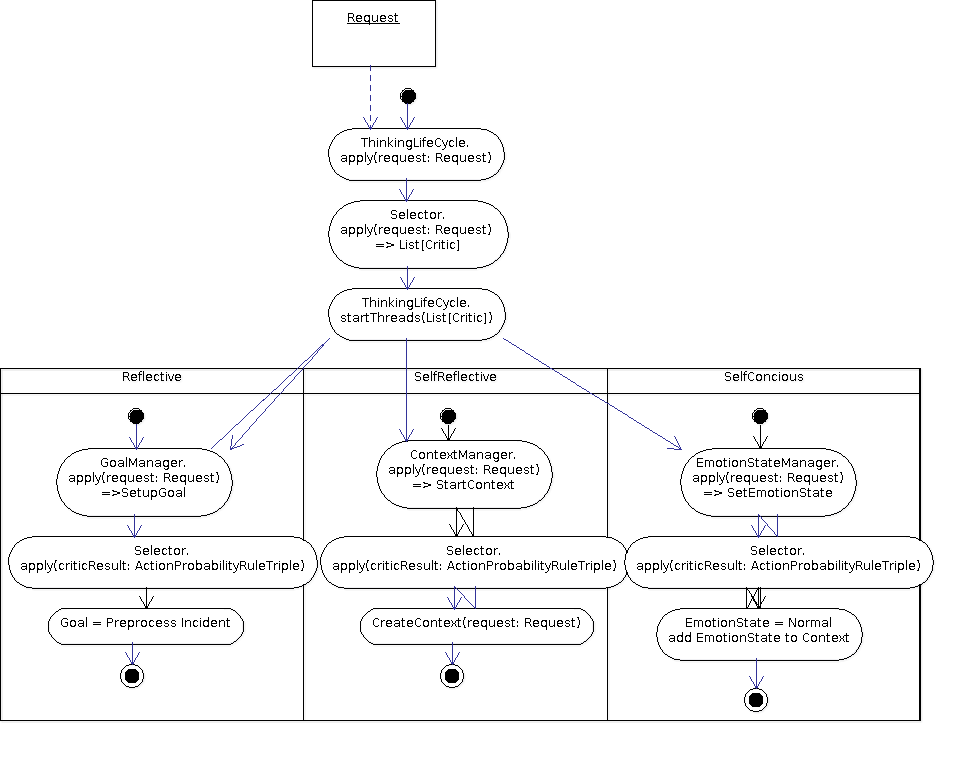 Request
ThinkingLifeCycle.
apply(request: Request)
Selector.
apply(request: Request)
=> List[Critic]
ThinkingLifeCycle.
startThreads(List[Critic])
Reflective
SelfReflective
SelfConcious
GoalManager.
apply(request: Request)
=>SetupGoal
ContextManager.
apply(request: Request)
=> StartContext
EmotionStateManager.
apply(request: Request)
=> SetEmotionState
Selector.
apply(criticResult: ActionProbabilityRuleTriple)
Selector.
apply(criticResult: ActionProbabilityRuleTriple)
Selector.
apply(criticResult: ActionProbabilityRuleTriple)
Goal = Preprocess Incident
CreateContext(request: Request)
EmotionState = Normal
add EmotionState to Context